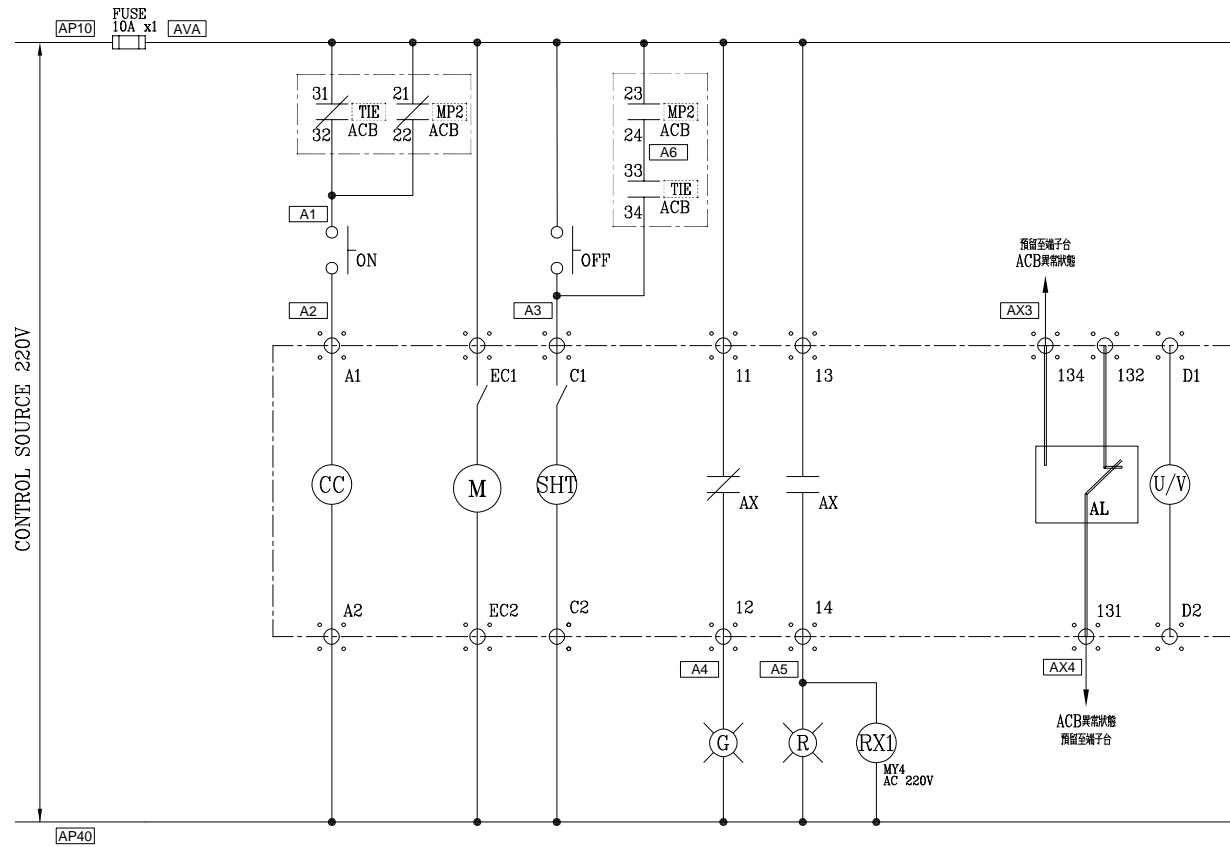 FUSE
10A x1
AP10
AVA
31
TIE
32
ACB
21
MP2
22
ACB
23
MP2
24
ACB
A6
33
TIE
34
ACB
A1
ON
OFF
A2
A3
預留至端子台
ACB異常狀態
AX3
CONTROL SOURCE 220V
A1
EC1
C1
11
13
134
132
D1
CC
M
SHT
AX
AX
AL
U/V
A2
EC2
C2
12
14
131
D2
A4
A5
AX4
ACB異常狀態
預留至端子台
G
R
RX1
MY4
AC 220V
AP40